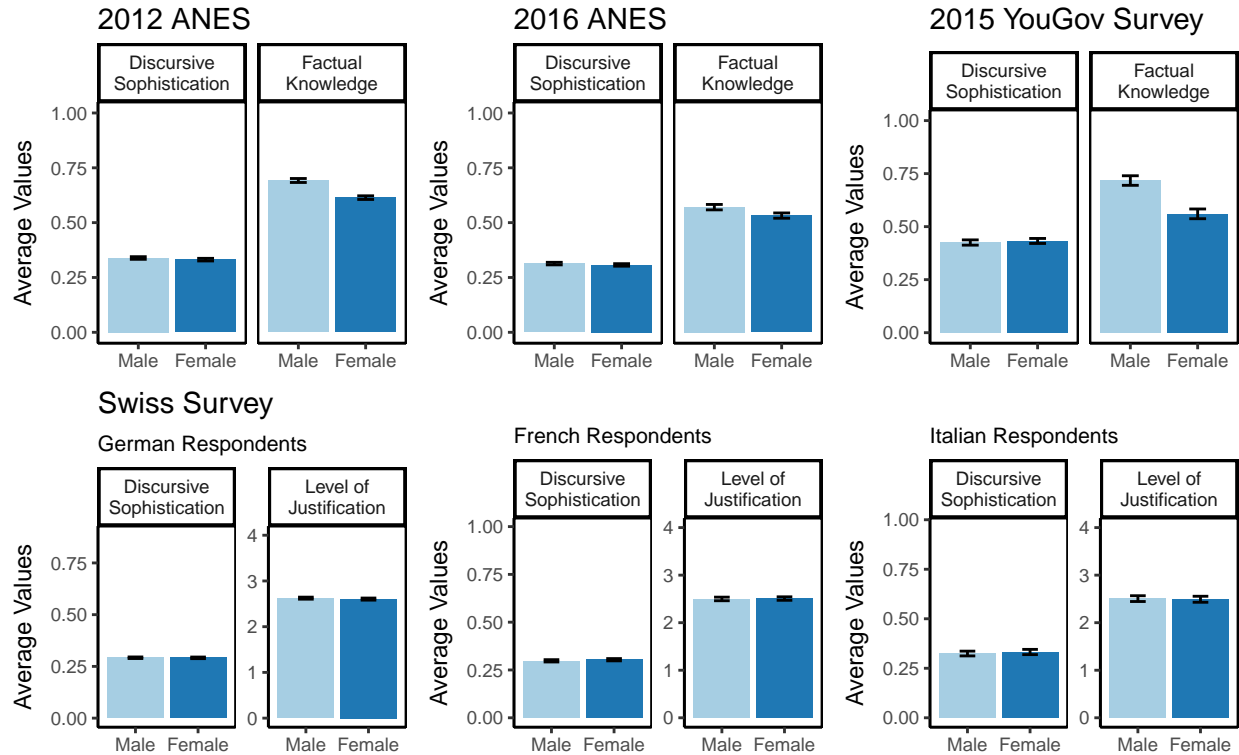 2012 ANES
Discursive
Sophistication
Factual
Knowledge
Average Values
1.00
0.75
0.50
0.25
0.00
Male
Female
Male
Female
2016 ANES
Discursive
Sophistication
Factual
Knowledge
Average Values
1.00
0.75
0.50
0.25
0.00
Male
Female
Male
Female
2015 YouGov Survey
Discursive
Sophistication
Factual
Knowledge
Average Values
1.00
0.75
0.50
0.25
0.00
Male
Female
Male
Female
Swiss Survey
German Respondents
Discursive
Sophistication
Level of
Justification
Average Values
0.75
0.50
0.25
0.00
4
3
2
1
0
Male
Female
Male
Female
French Respondents
Discursive
Sophistication
Level of
Justification
Average Values
1.00
0.75
0.50
0.25
0.00
4
3
2
1
0
Male
Female
Male
Female
Italian Respondents
Discursive
Sophistication
Level of
Justification
Average Values
1.00
0.75
0.50
0.25
0.00
4
3
2
1
0
Male
Female
Male
Female